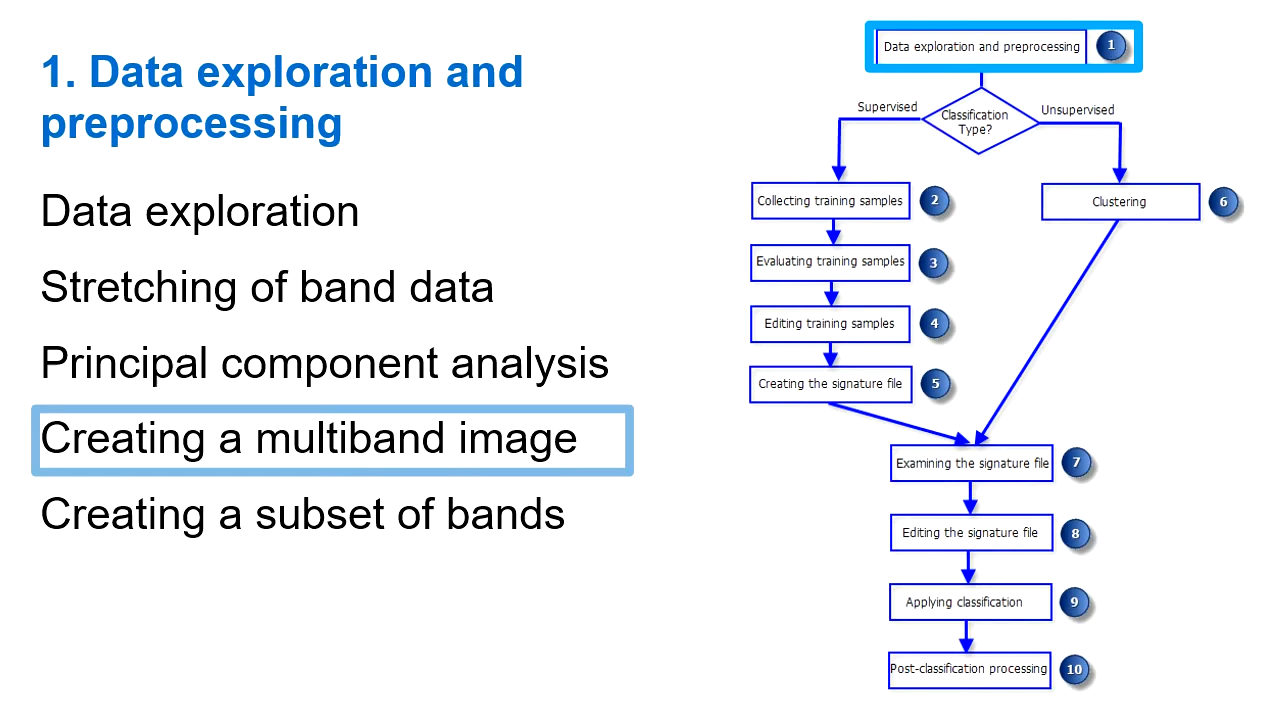 1. Data exploration and
preprocessing
Data exploration
Stretching of band data
Principal component analysis
Creating a multiband image
Creating a subset of bands
Data exploration and preprocessing
1
Supervised
Classification
Type?
Unsupervised
Collecting training samples
2
Clustering
6
Evaluating training samples
3
Editing training samples
4
Creating the signature file
5
Examining the signature file
7
Editing the signature file
8
Applying classification
9
Post-classification processing
10